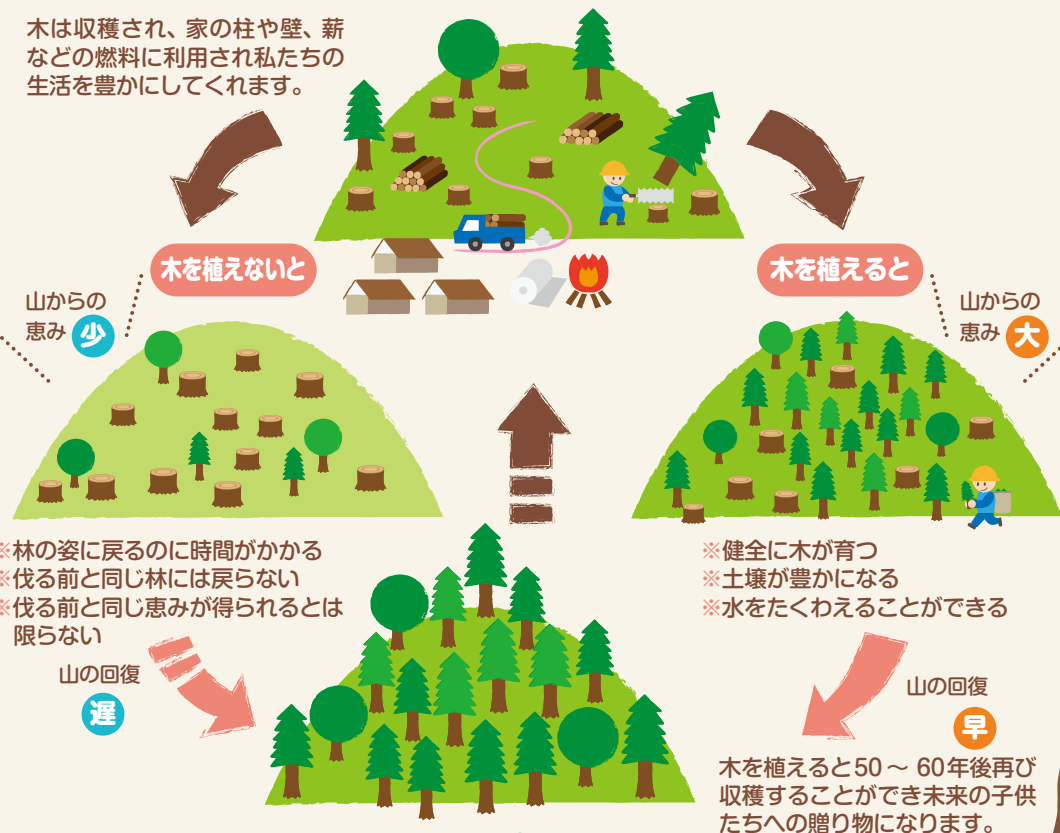 木は収穫され、家の柱や壁、薪
などの燃料に利用され私たちの
生活を豊かにしてくれます。
木を植えないと
山からの
恵み 少
木を植えると
山からの
恵み 大
※林の姿に戻るのに時間がかかる
※伐る前と同じ林には戻らない
※伐る前と同じ恵みが得られるとは
限らない
山の回復
遅
※健全に木が育つ
※土壌が豊かになる
※水をたくわえることができる
山の回復
早
木を植えると50～60年後再び
収穫することができ未来の子供
たちへの贈り物になります。